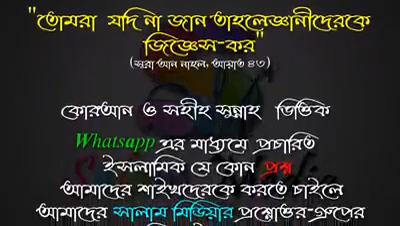 "তোমরা যদি না জান তাহলে জ্ঞানীদেরকে
জিজ্ঞেস-কর"
(সূরা আন নাহল, আয়াত ৪৩)
কোরআন ও সহীহ সুন্নাহ ভিত্তিক
Whatsapp এর মাধ্যমে প্রচারিত
ইসলামিক যে কোন প্রশ্ন
আমাদের শাইখদেরকে করতে চাইলে
আমাদের সালাম মিডিয়ার প্রশ্নোত্তর গ্রুপের